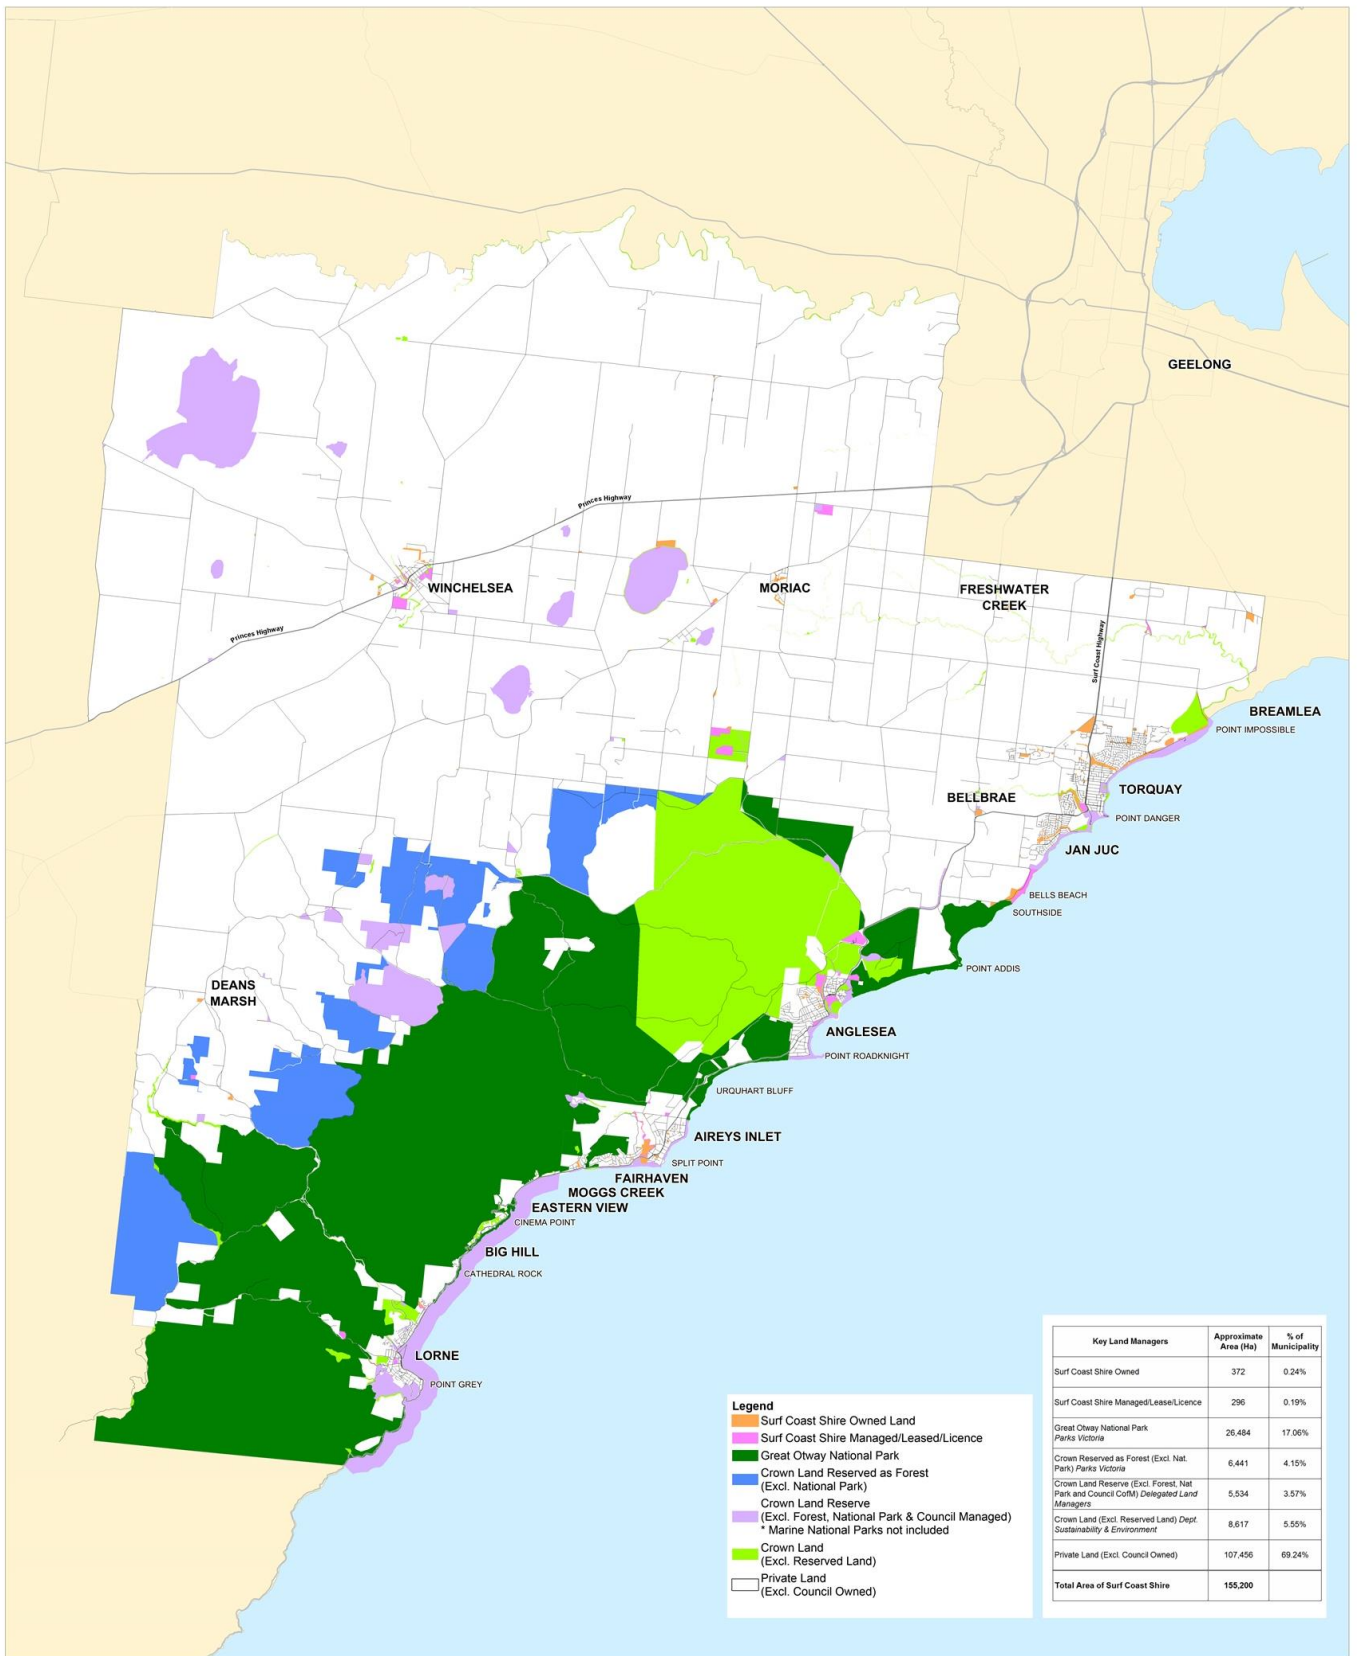 GEELONG
Princes Highway
WINCHELSEA
MORIAC
FRESHWATER
CREEK
Princes Highway
Surf Coast Highway
BREAMLEA
POINT IMPOSSIBLE
TORQUAY
BELLBRAE
POINT DANGER
JAN JUC
BELLS BEACH
SOUTHSIDE
POINT ADDIS
DEANS
MARSH
ANGLESEA
POINT ROADKNIGHT
URQUHART BLUFF
AIREYS INLET
SPLIT POINT
FAIRHAVEN
MOGGS CREEK
EASTERN VIEW
CINEMA POINT
BIG HILL
CATHEDRAL ROCK
LORNE
POINT GREY
Legend
Surf Coast Shire Owned Land
Surf Coast Shire Managed/Leased/Licence
Great Otway National Park
Crown Land Reserved as Forest
(Excl. National Park)
Crown Land Reserve
(Excl. Forest, National Park & Council Managed)
* Marine National Parks not included
Crown Land
(Excl. Reserved Land)
Private Land
(Excl. Council Owned)
Key Land Managers Approximate Area (Ha) % of Municipality
Surf Coast Shire Owned 372 0.24%
Surf Coast Shire Managed/Lease/Licence 296 0.19%
Great Otway National Park
Parks Victoria 26,484 17.06%
Crown Reserved as Forest (Excl. Nat.
Park) Parks Victoria 6,441 4.15%
Crown Land Reserve (Excl. Forest, Nat
Park and Council CofM) Delegated Land
Managers 5,534 3.57%
Crown Land (Excl. Reserved Land) Dept.
Sustainability & Environment 8,617 5.55%
Private Land (Excl. Council Owned) 107,456 69.24%
Total Area of Surf Coast Shire 155,200